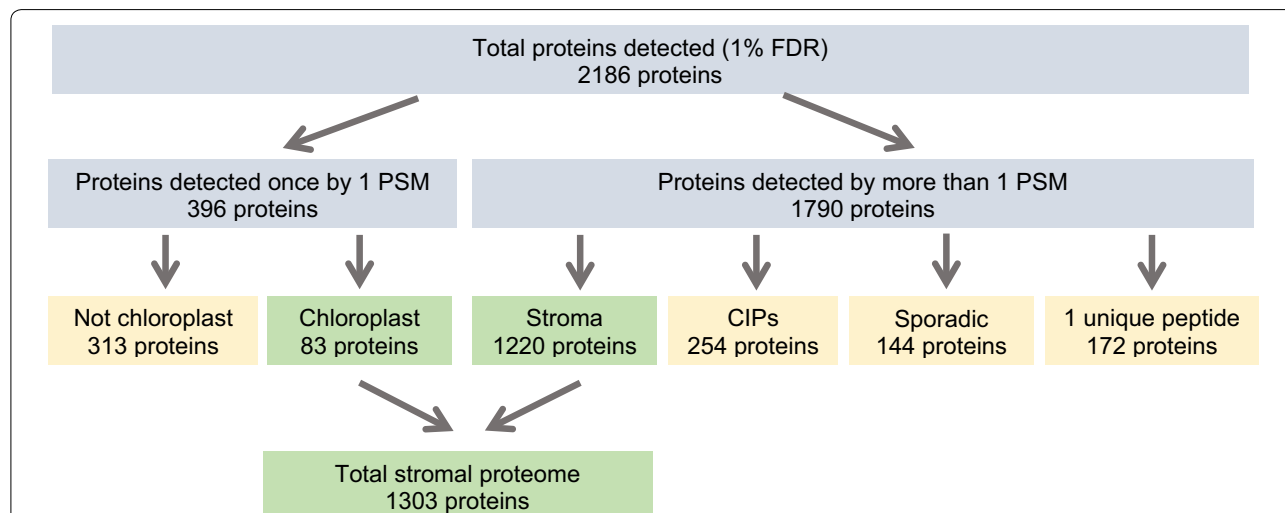 Total proteins detected (1% FDR)
2186 proteins
Proteins detected once by 1 PSM
396 proteins
Proteins detected by more than 1 PSM
1790 proteins
Not chloroplast
313 proteins
Chloroplast
83 proteins
Stroma
1220 proteins
CIPs
254 proteins
Sporadic
144 proteins
1 unique peptide
172 proteins
Total stromal proteome
1303 proteins